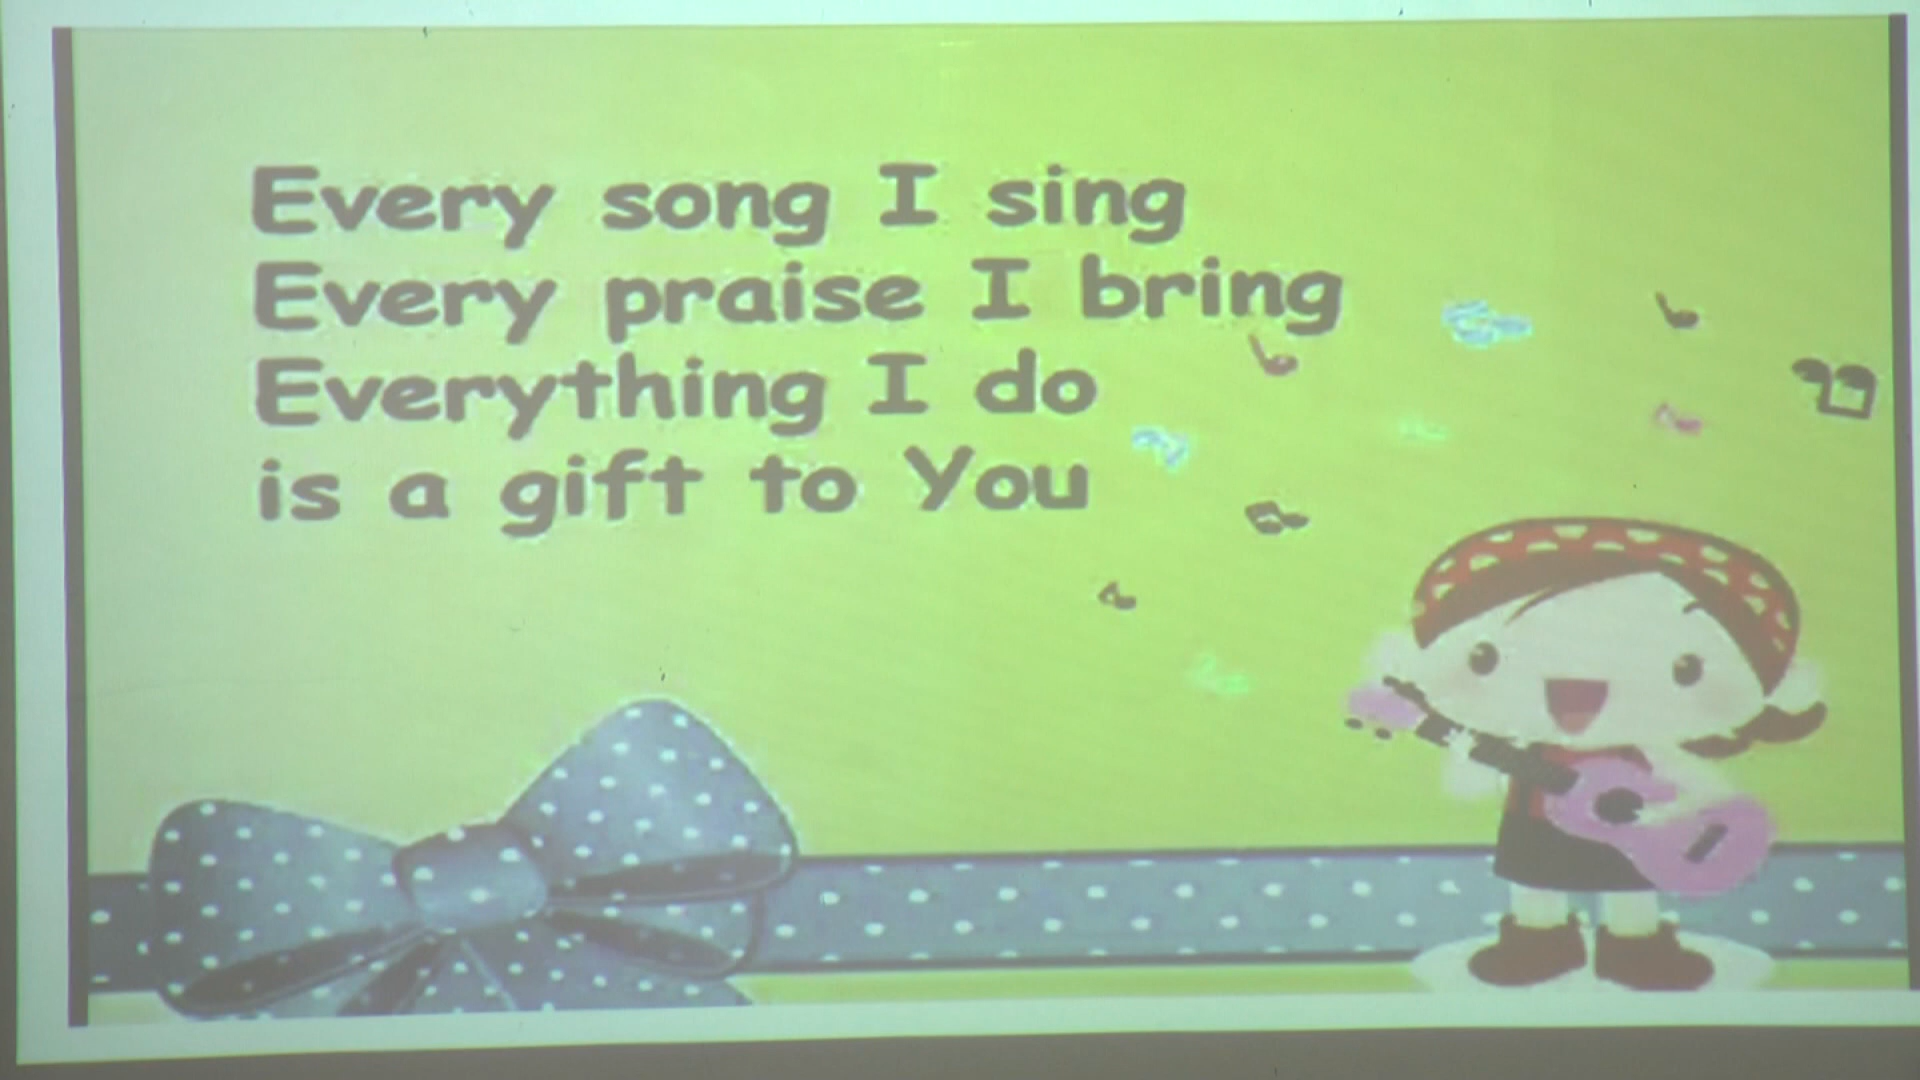 Every song I sing
Every praise I bring
Everything I do
is a gift to You